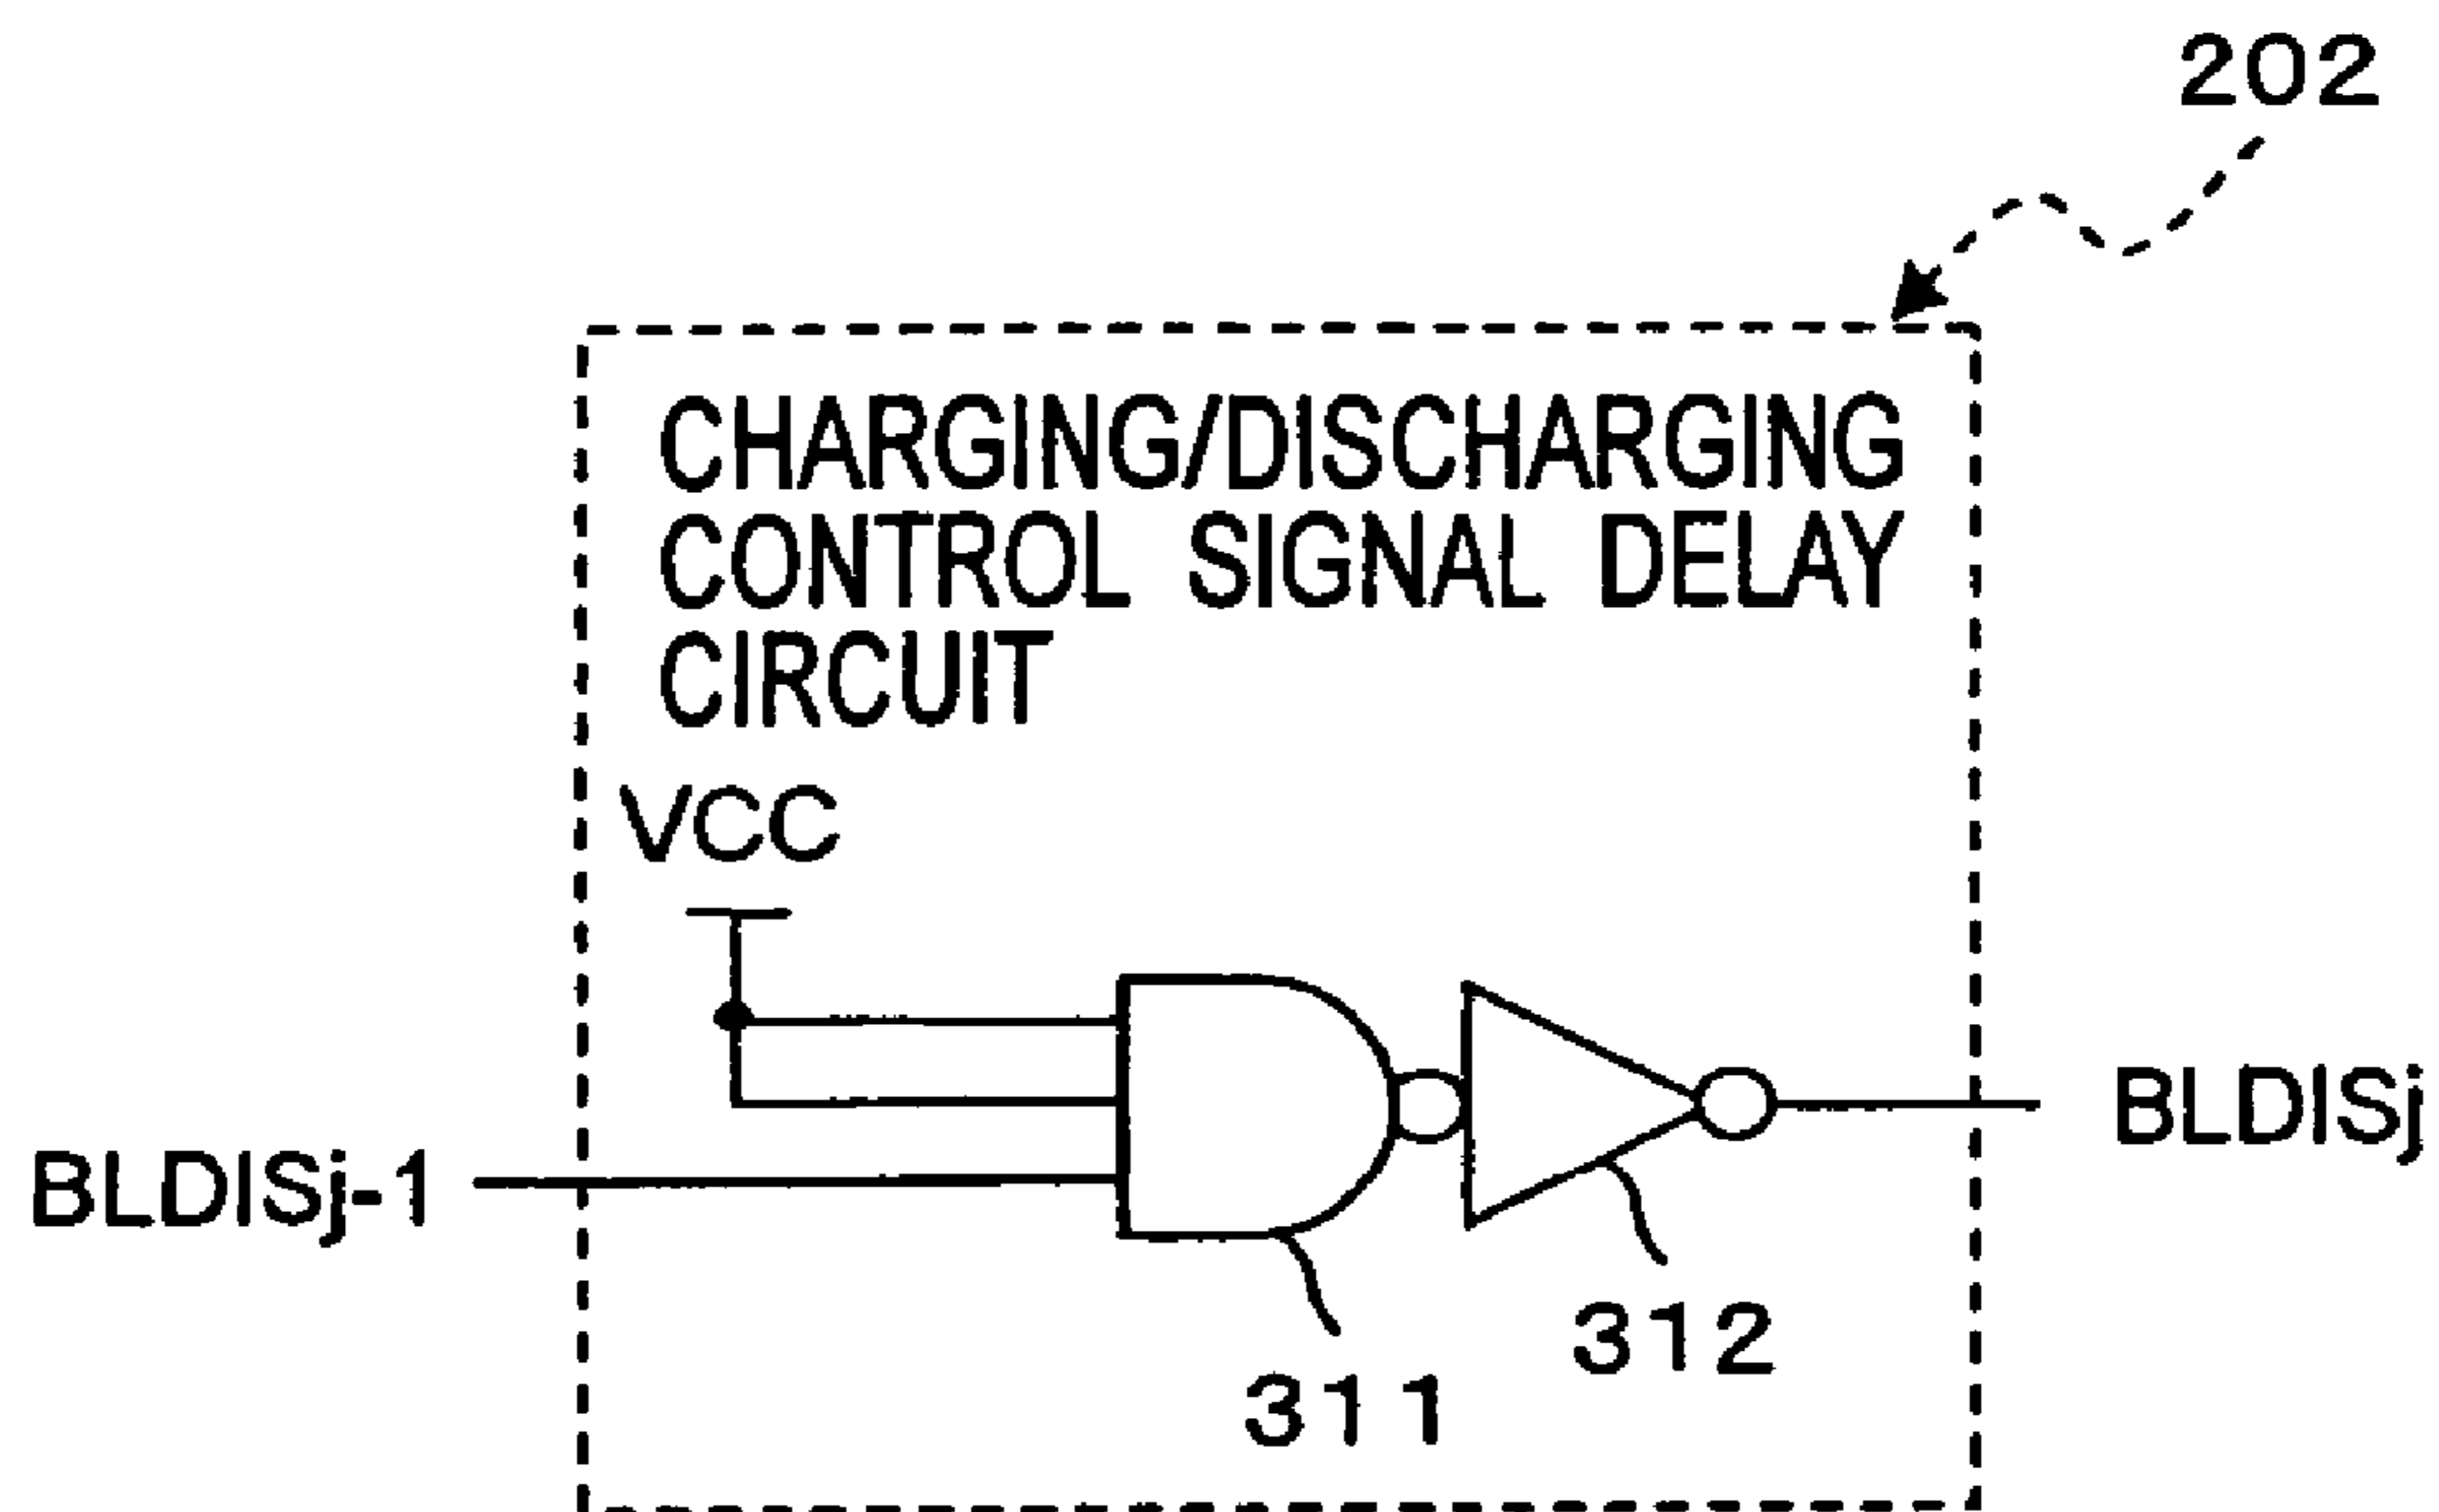 202
CHARGING/DISCHARGING
CONTROL SIGNAL DELAY
CIRCUIT
VCC
BLDISj-1
BLDISj
312
311